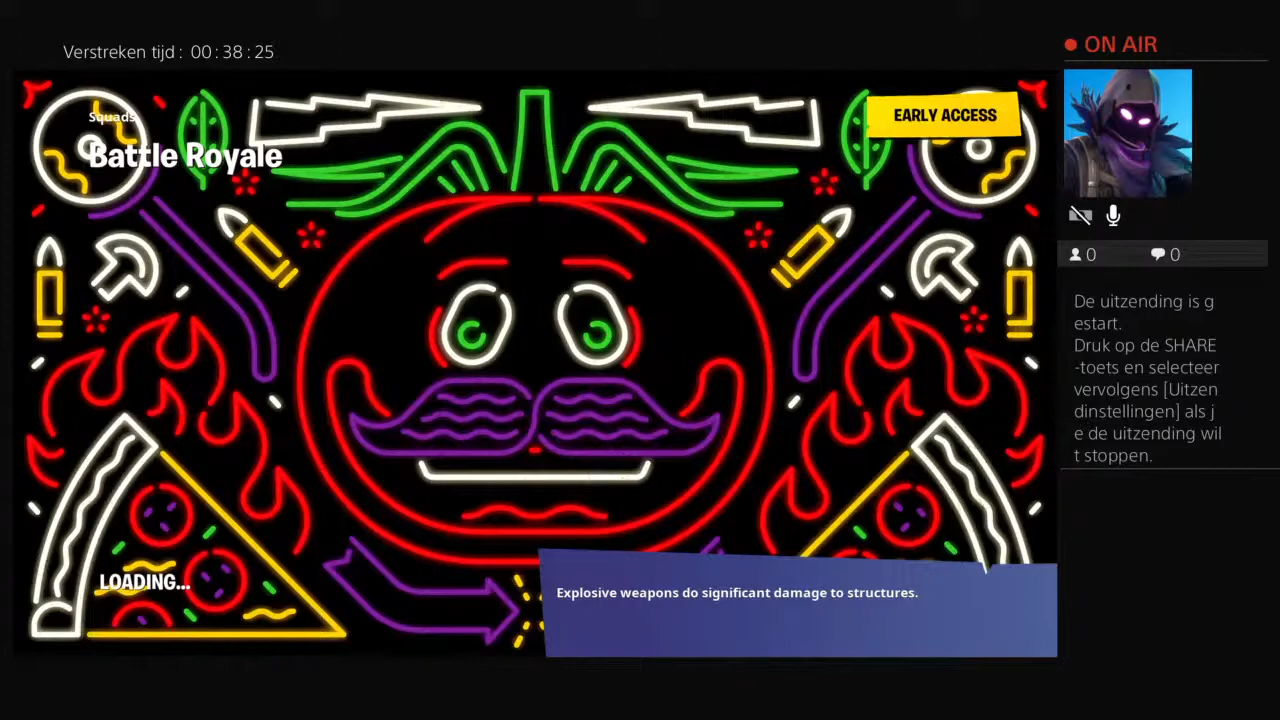 Verstreken tijd : 00 : 38 : 25
ON AIR
Squads
Battle Royale
EARLY ACCESS
0
0
De uitzending is g
estart.
Druk op de SHARE
-toets en selecteer
vervolgens [Uitzen
dinstellingen] als j
e de uitzending wil
t stoppen.
LOADING...
Explosive weapons do significant damage to structures.